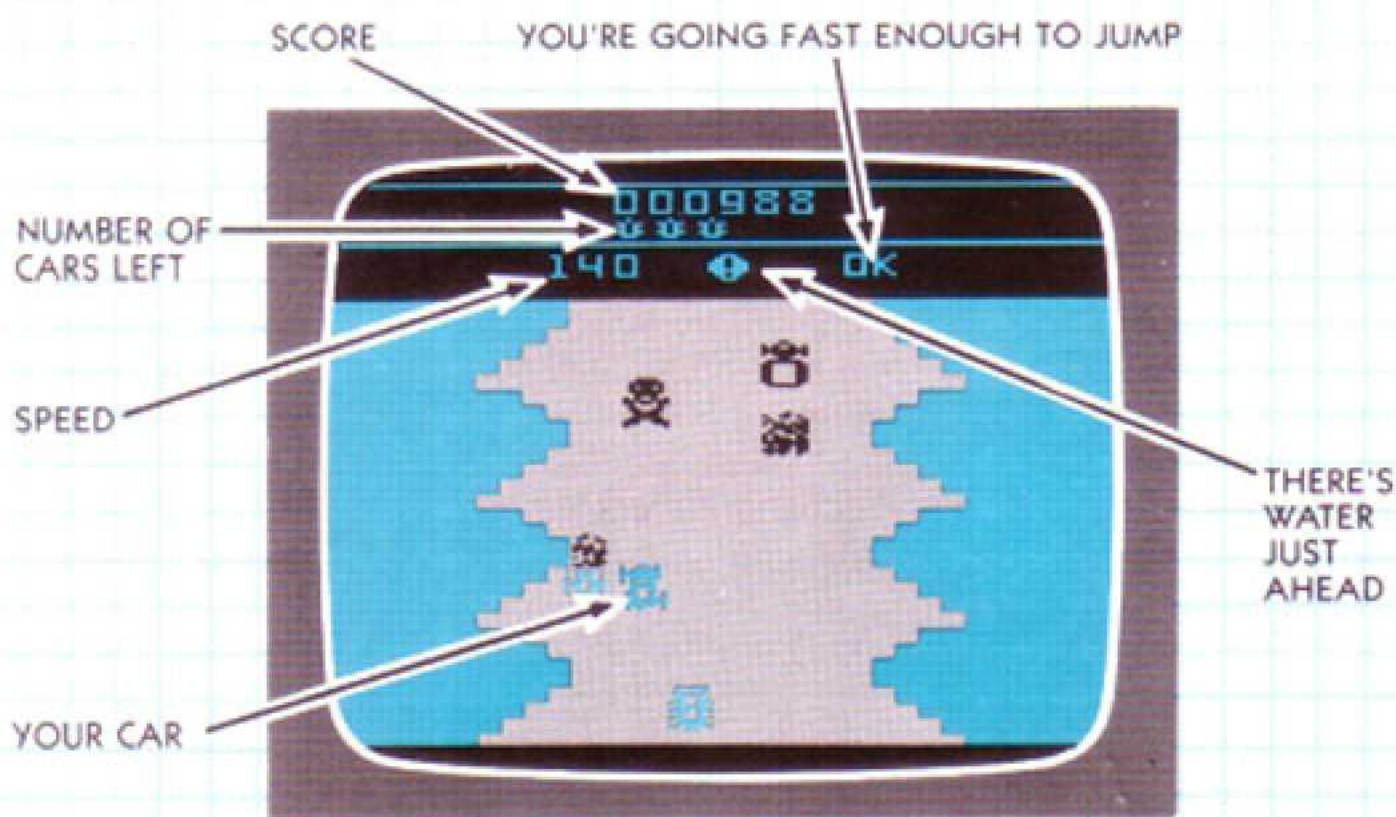 SCORE
YOU'RE GOING FAST ENOUGH TO JUMP
000988
NUMBER OF
CARS LEFT
140
OK
SPEED
THERE'S
WATER
JUST
AHEAD
YOUR CAR